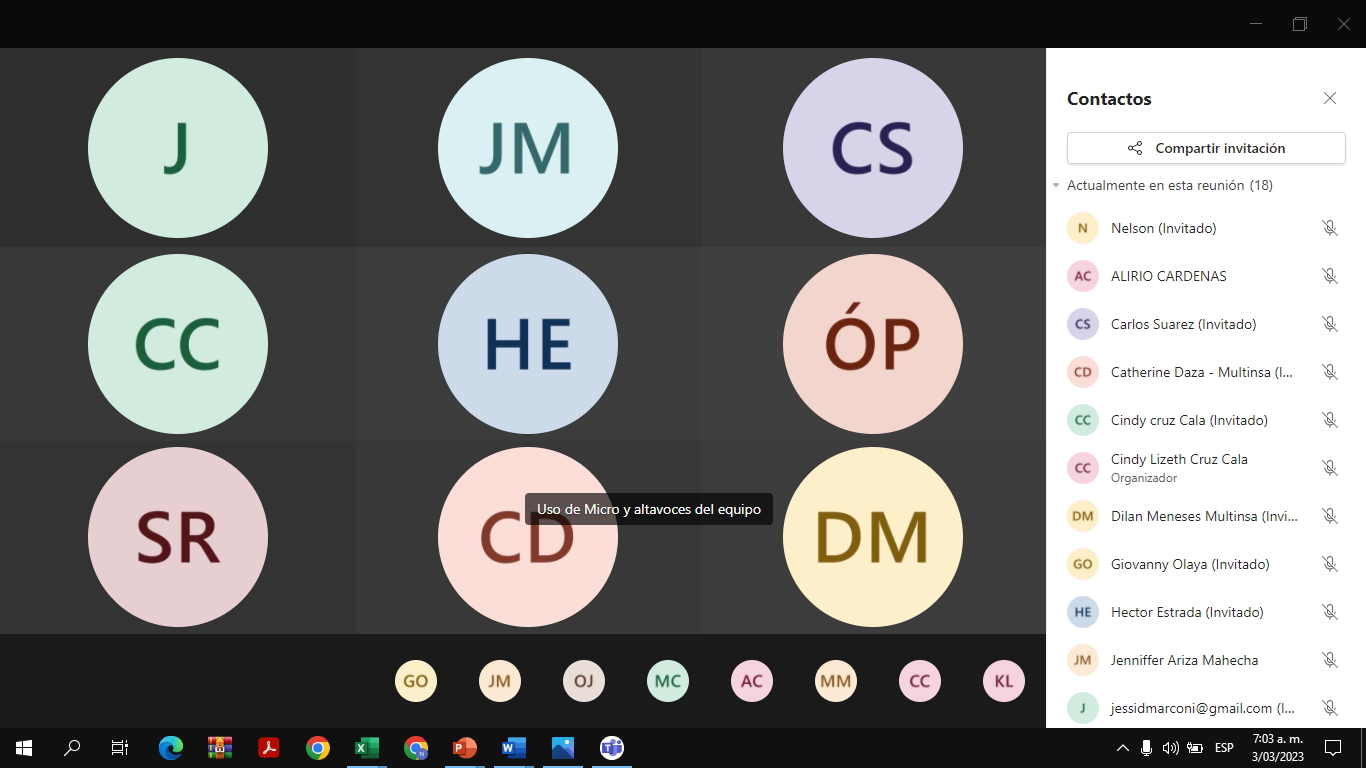 J
JM
CS
CC
HE
ÓP
SR
CD
DM
Uso de Micro y altavoces del equipo
GO
JM
OJ
MC
AC
MM
CC
KL
Contactos
Compartir invitación
Actualmente en esta reunión (18)
N Nelson (Invitado)
AC ALIRIO CARDENAS
CS Carlos Suarez (Invitado)
CD Catherine Daza - Multinsa (I...
CC Cindy cruz Cala (Invitado)
CC Cindy Lizeth Cruz Cala
Organizador
DM Dilan Meneses Multinsa (Invi...
GO Giovanny Olaya (Invitado)
HE Hector Estrada (Invitado)
JM Jenniffer Ariza Mahecha
J jessidmarconi@gmail.com (I...
ESP
7:03 a. m.
3/03/2023